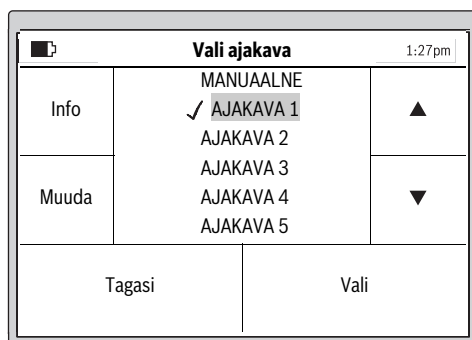 Vali ajakava
1:27pm
Info
Muuda
MANUAALNE
✓ AJAKAVA 1
AJAKAVA 2
AJAKAVA 3
AJAKAVA 4
AJAKAVA 5
▲
▼
Tagasi
Vali